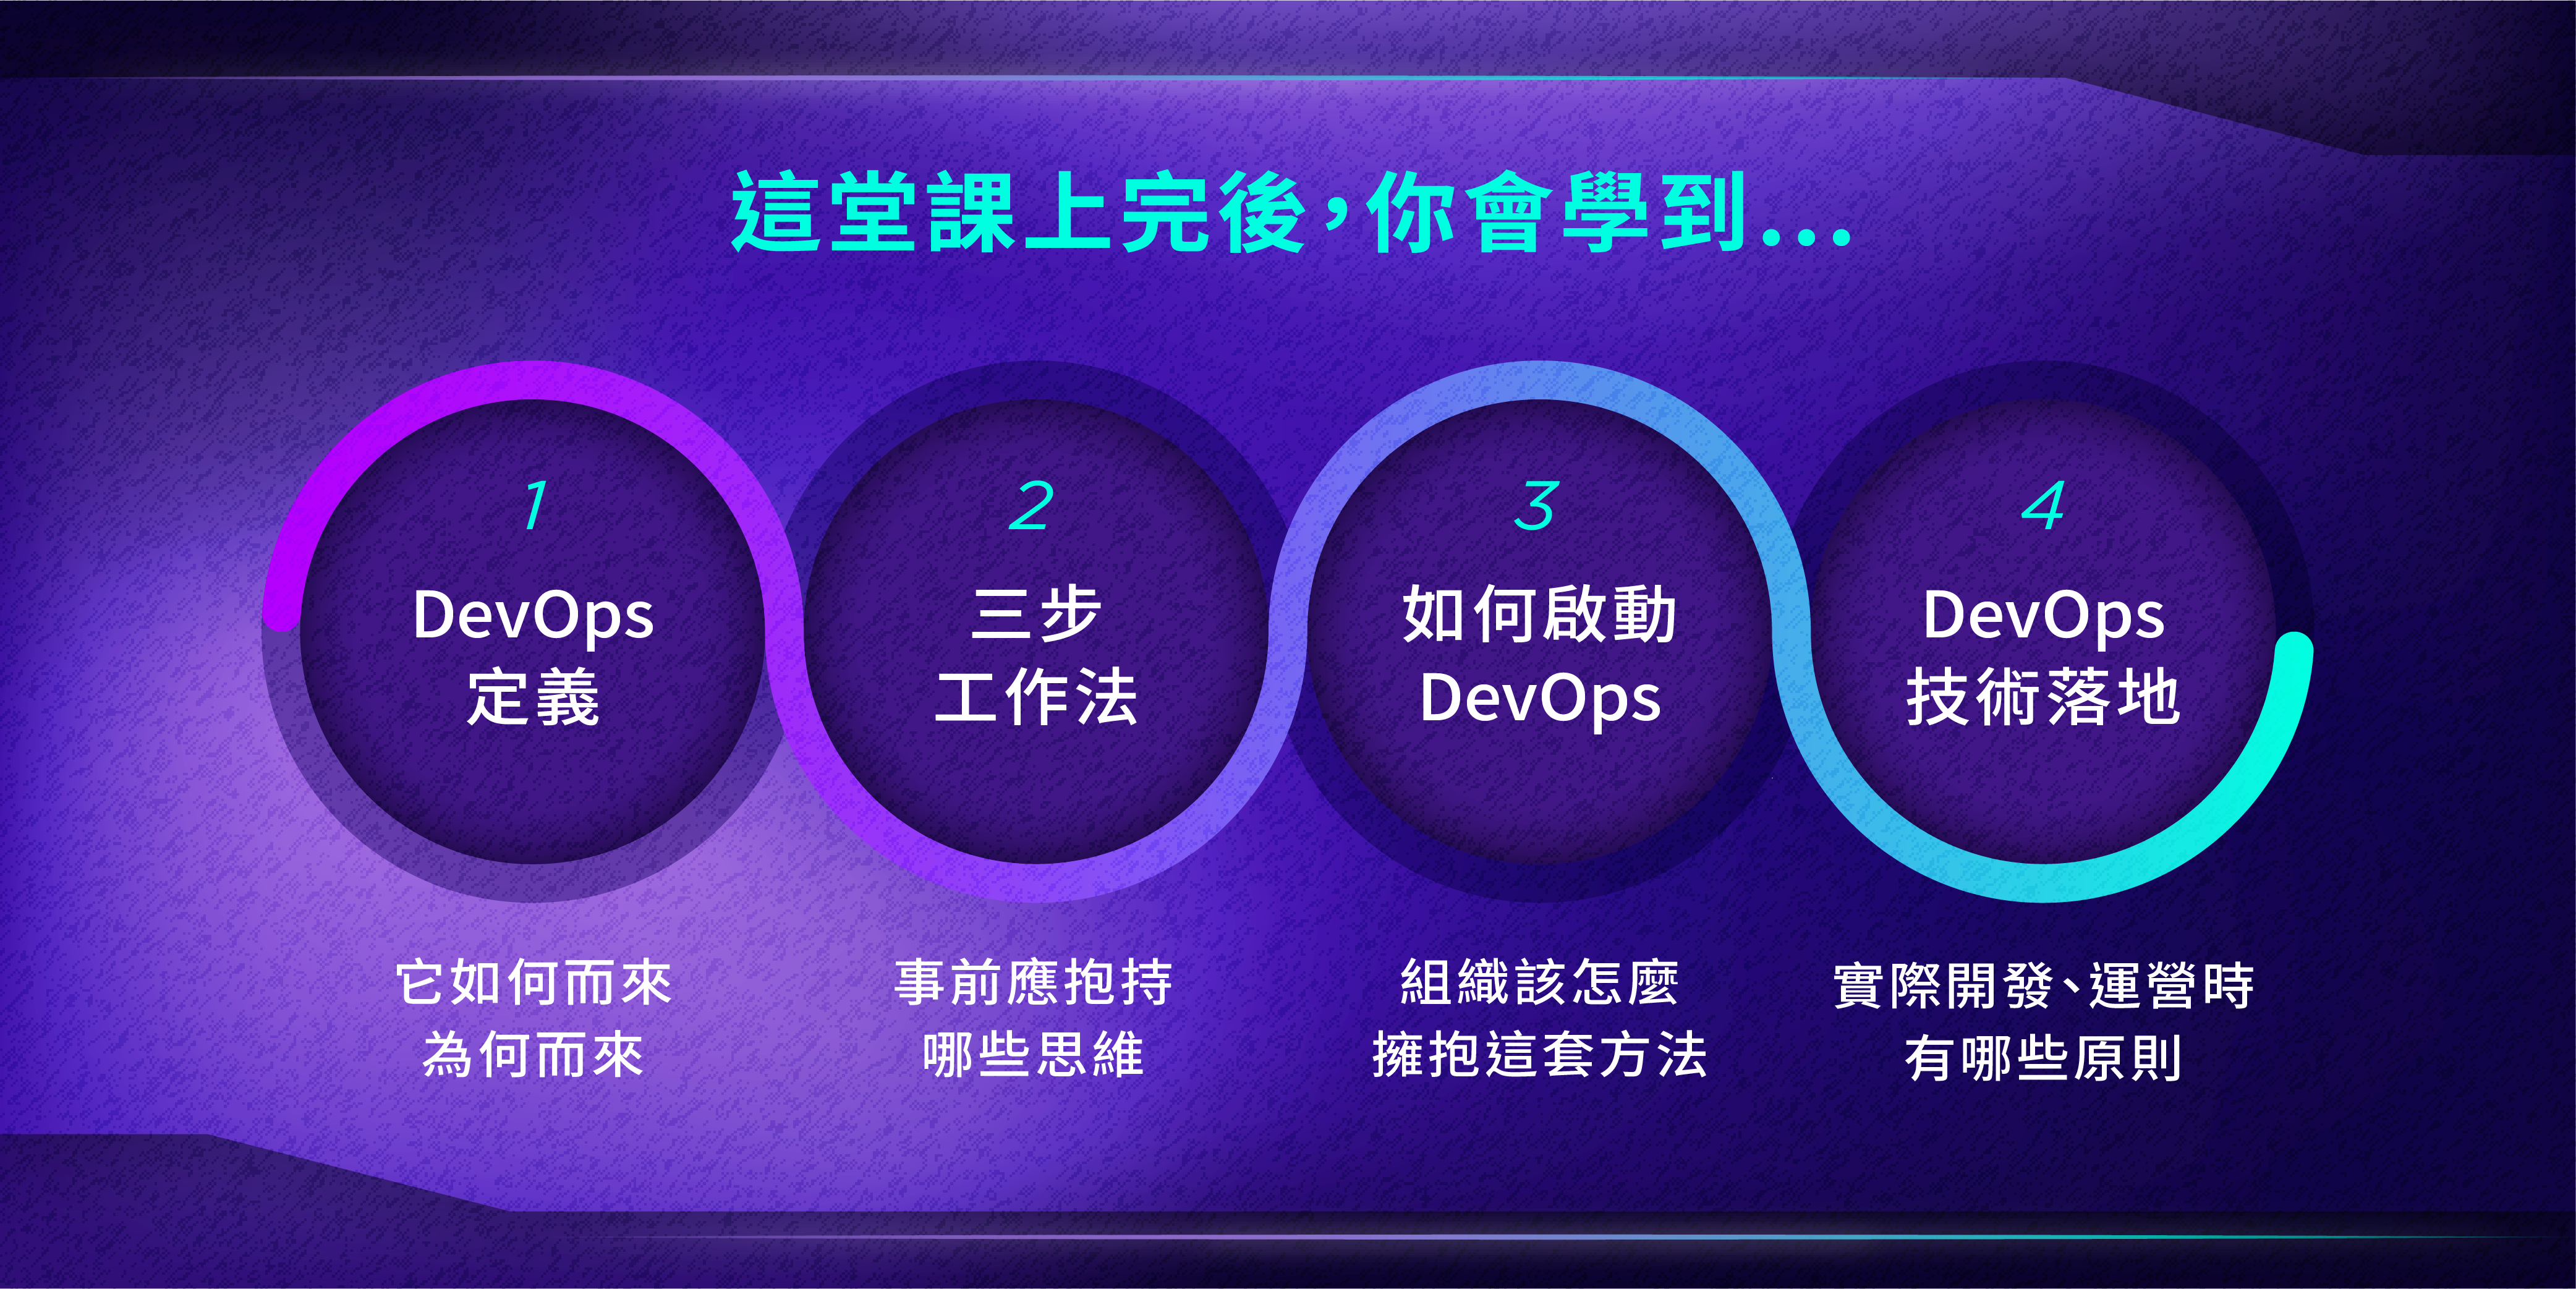 這堂課上完後，你會學到...
1
DevOps
定義
它如何而來
為何而來
2
三步
工作法
事前應抱持
哪些思維
3
如何啟動
DevOps
組織該怎麼
擁抱這套方法
4
DevOps
技術落地
實際開發、運營時
有哪些原則